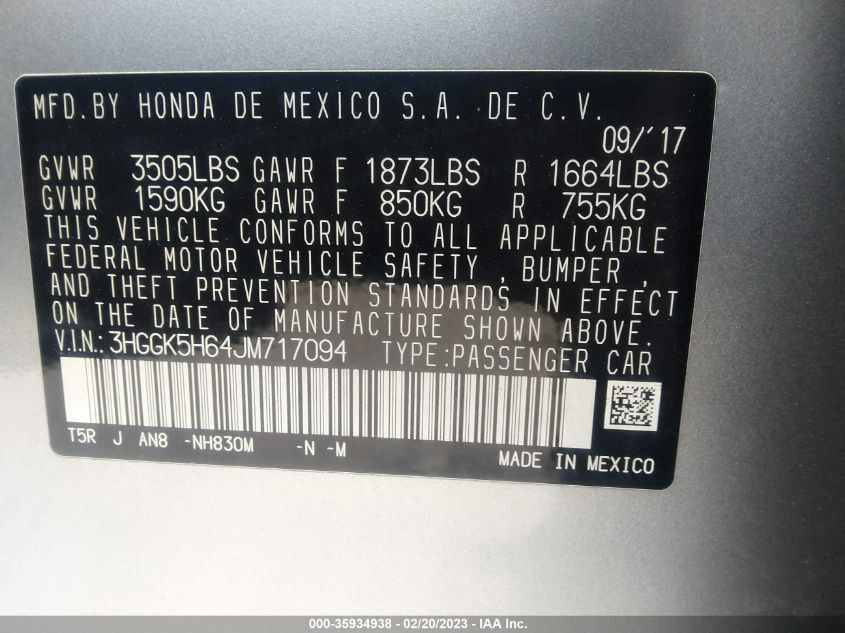 MFD.BY HONDA DE MEXICO S.A. DE C.V.
09/'17
GVWR 3505LBS GAWR F 1873LBS R 1664LBS
GVWR 1590KG GAWR F 850KG R 755KG
THIS VEHICLE CONFORMS TO ALL APPLICABLE
FEDERAL MOTOR VEHICLE SAFETY , BUMPER ,
AND THEFT PREVENTION STANDARDS IN EFFECT
ON THE DATE OF MANUFACTURE SHOWN ABOVE.
V.I.N.: 3HGGK5H64JM717094 TYPE:PASSENGER CAR
T5R J AN8 -NH830M -N -M
MADE IN MEXICO
000-35934938 - 02/20/2023 - IAA Inc.